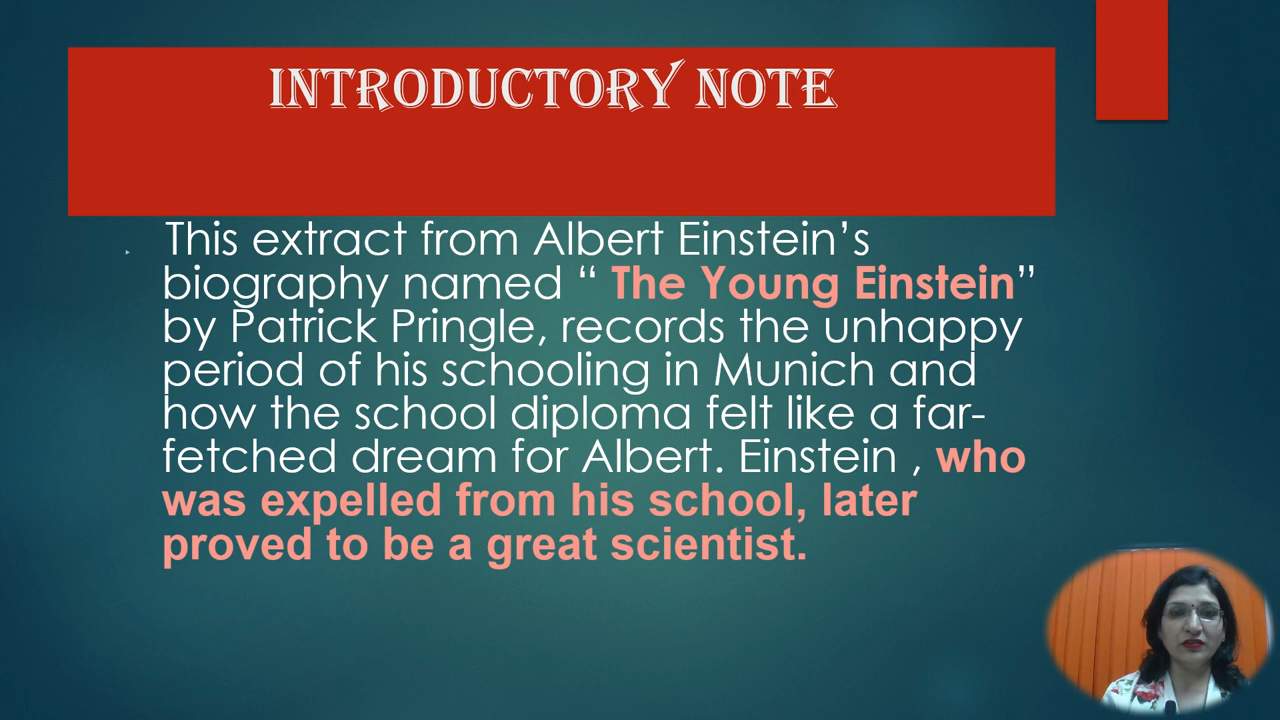 INTRODUCTORY NOTE
This extract from Albert Einstein’s
biography named “ The Young Einstein”
by Patrick Pringle, records the unhappy
period of his schooling in Munich and
how the school diploma felt like a far-
fetched dream for Albert. Einstein , who
was expelled from his school, later
proved to be a great scientist.